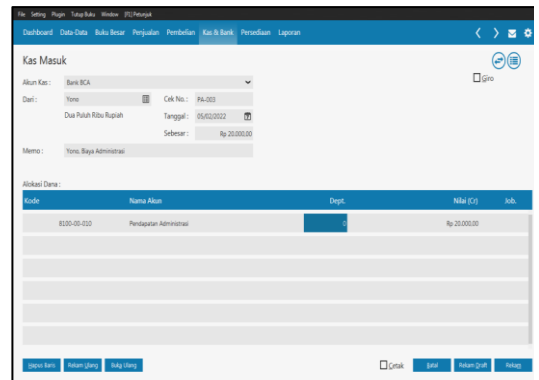 File Setting Plugin Tutup Buku Window [F1] Petunjuk
Dashboard Data-Data Buku Besar Penjualan Pembelian Kas & Bank Persediaan Laporan
Kas Masuk
Akun Kas : Bank BCA
Giro
Dari : Yono Cek No. : PA-003
Dua Puluh Ribu Rupiah Tanggal : 05/02/2022
Sebesar : Rp 20.000,00
Memo : Yono, Biaya Administrasi
Alokasi Dana :
Kode Nama Akun Dept. Nilai (Cr) Job.
8100-00-010 Pendapatan Administrasi 0 Rp 20.000,00
Hapus Baris Rekam Ulang Buka Ulang Cetak Batal Rekam Draft Rekam